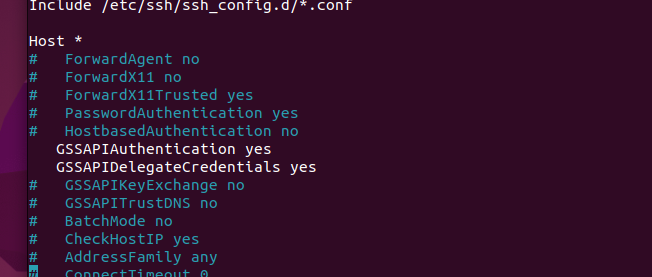 Include /etc/ssh/ssh_config.d/*.conf
Host *
#   ForwardAgent no
#   ForwardX11 no
#   ForwardX11Trusted yes
#   PasswordAuthentication yes
#   HostbasedAuthentication no
   GSSAPIAuthentication yes
   GSSAPIDelegateCredentials yes
#   GSSAPIKeyExchange no
#   GSSAPITrustDNS no
#   BatchMode no
#   CheckHostIP yes
#   AddressFamily any
#   ConnectTimeout 0